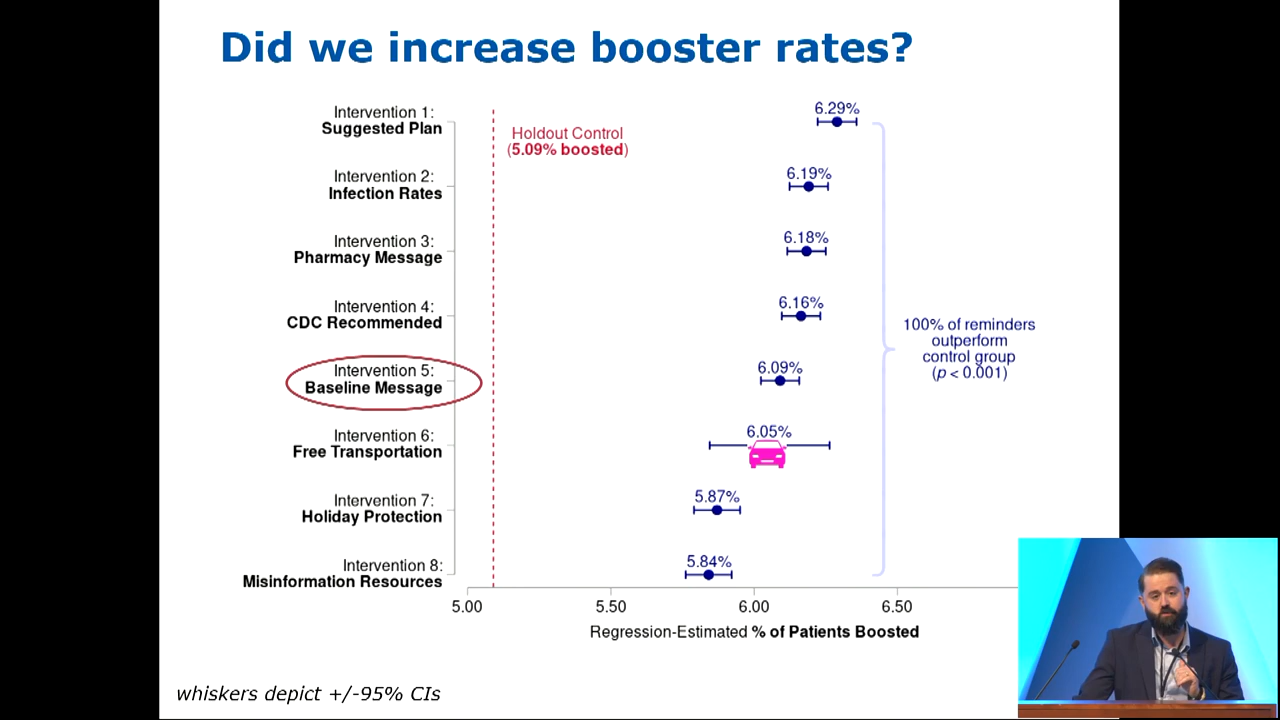 Did we increase booster rates?
Intervention 1:
Suggested Plan
6.29%
Holdout Control
(5.09% boosted)
Intervention 2:
Infection Rates
6.19%
Intervention 3:
Pharmacy Message
6.18%
Intervention 4:
CDC Recommended
6.16%
100% of reminders
outperform
control group
(p < 0.001)
Intervention 5:
Baseline Message
6.09%
Intervention 6:
Free Transportation
6.05%
Intervention 7:
Holiday Protection
5.87%
Intervention 8:
Misinformation Resources
5.84%
5.00 5.50 6.00 6.50
Regression-Estimated % of Patients Boosted
whiskers depict +/-95% CIs